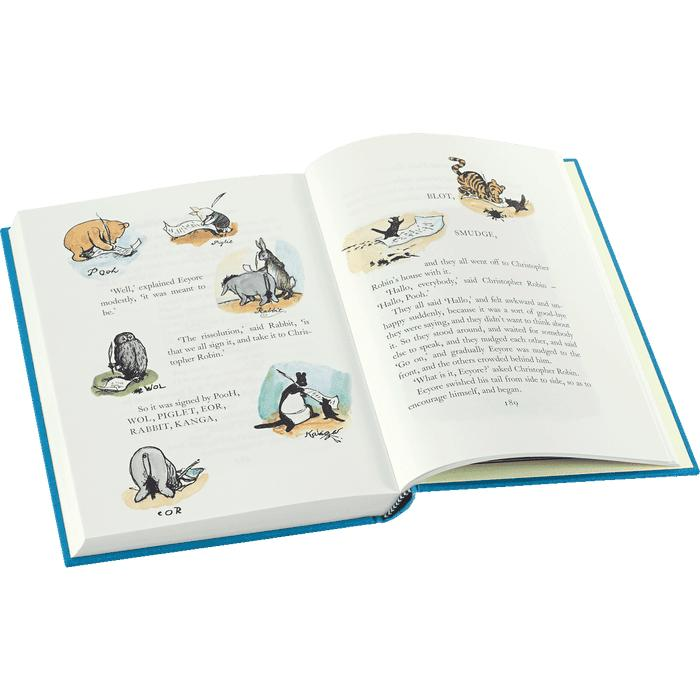 Pooh
Piglit
'Well,' explained Eeyore
modestly, 'it was meant to
be.'
Rabbit
'The rissolution,' said Rabbit, 'is
that we all sign it, and take it to Chris-
topher Robin.'
WOL
So it was signed by PooH,
WOL, PIGLET, EOR,
RABBIT, KANGA,
EOR
BLOT,
SMUDGE,
and they all went off to Christopher
Robin's house with it.
'Hallo, everybody,' said Christopher Robin –
'Hallo, Pooh.'
They all said 'Hallo,' and felt awkward and un-
happy suddenly, because it was a sort of good-bye
they were saying, and they didn't want to think about
it. So they stood around, and waited for somebody
else to speak, and they nudged each other, and said
'Go on,' and gradually Eeyore was nudged to the
front, and the others crowded behind him.
'What is it, Eeyore?' asked Christopher Robin.
Eeyore swished his tail from side to side, so as to
encourage himself, and began.
189